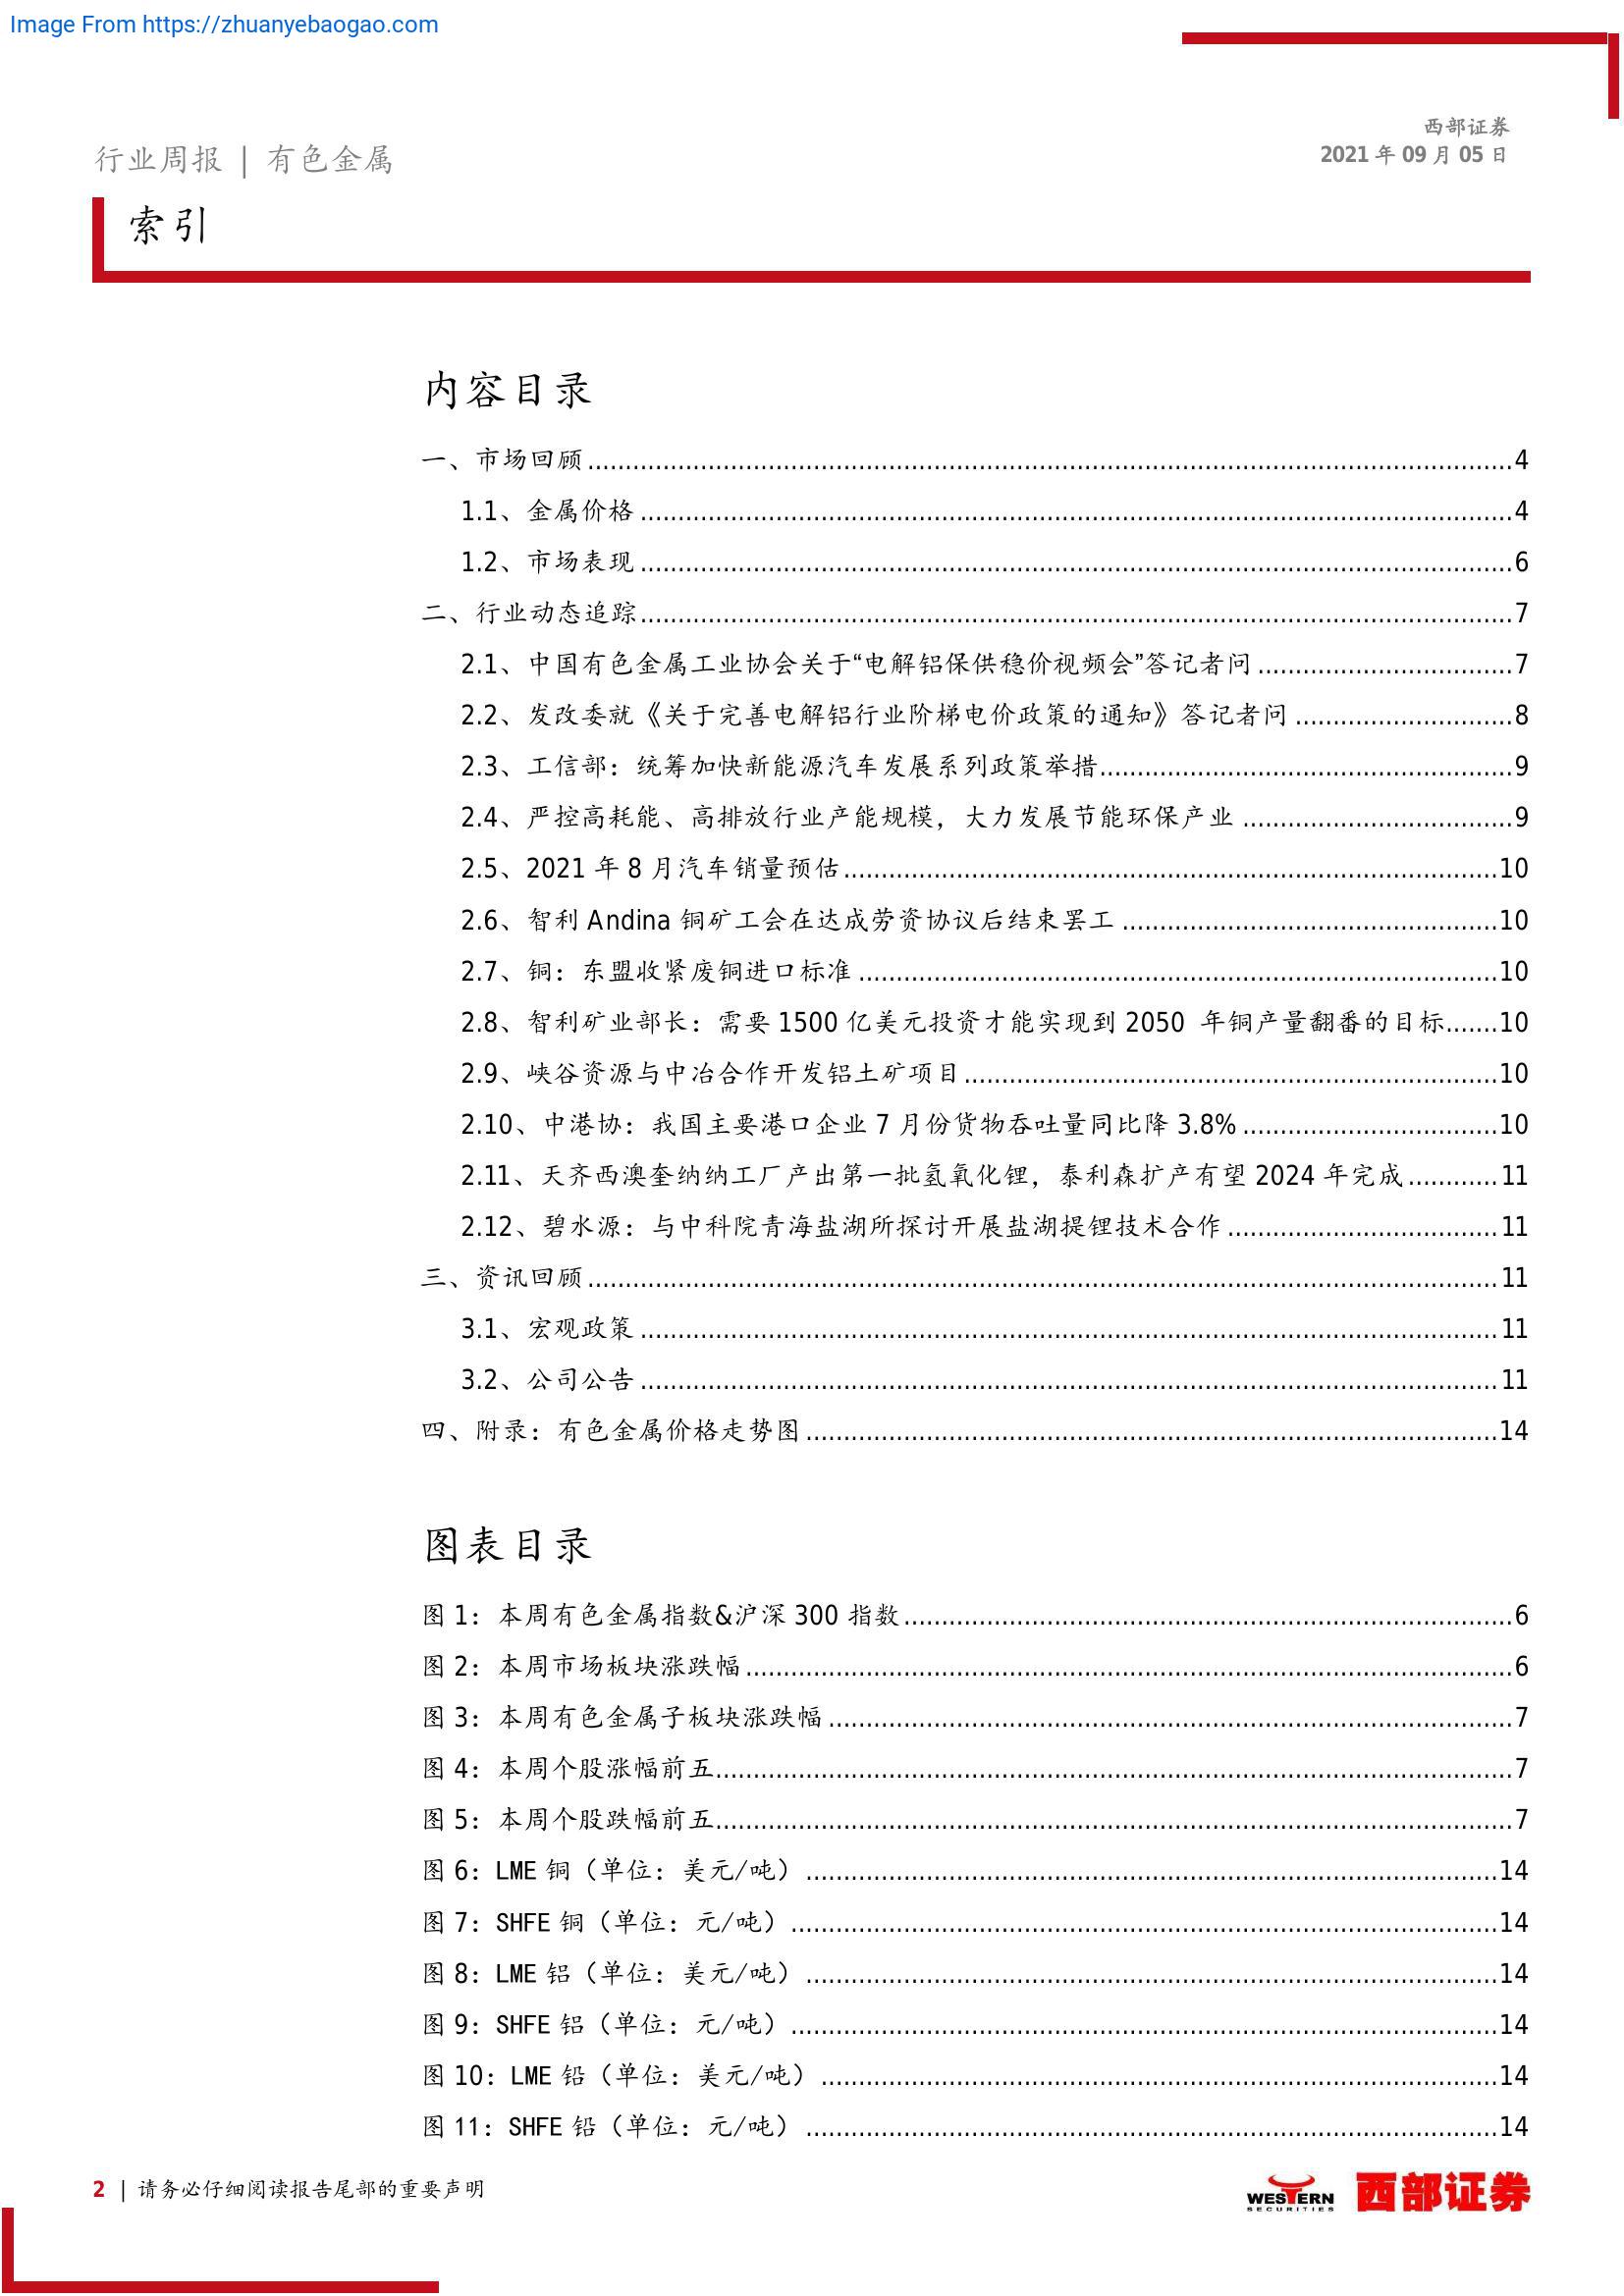 Image From https://zhuanyebaogao.com
西部证券
2021 年 09 月 05 日
行业周报 | 有色金属
索引
内容目录
一、市场回顾 4
1.1、金属价格 4
1.2、市场表现 6
二、行业动态追踪 7
2.1、中国有色金属工业协会关于“电解铝保供稳价视频会”答记者问 7
2.2、发改委就《关于完善电解铝行业阶梯电价政策的通知》答记者问 8
2.3、工信部：统筹加快新能源汽车发展系列政策举措 9
2.4、严控高耗能、高排放行业产能规模，大力发展节能环保产业 9
2.5、2021 年 8 月汽车销量预估 10
2.6、智利 Andina 铜矿工会在达成劳资协议后结束罢工 10
2.7、铜：东盟收紧废铜进口标准 10
2.8、智利矿业部长：需要 1500 亿美元投资才能实现到 2050 年铜产量翻番的目标 10
2.9、峡谷资源与中冶合作开发铝土矿项目 10
2.10、中港协：我国主要港口企业 7 月份货物吞吐量同比降 3.8% 10
2.11、天齐西澳奎纳纳工厂产出第一批氢氧化锂，泰利森扩产有望 2024 年完成 11
2.12、碧水源：与中科院青海盐湖所探讨开展盐湖提锂技术合作 11
三、资讯回顾 11
3.1、宏观政策 11
3.2、公司公告 11
四、附录：有色金属价格走势图 14
图表目录
图 1：本周有色金属指数&沪深 300 指数 6
图 2：本周市场板块涨跌幅 6
图 3：本周有色金属子板块涨跌幅 7
图 4：本周个股涨幅前五 7
图 5：本周个股跌幅前五 7
图 6：LME 铜（单位：美元/吨） 14
图 7：SHFE 铜（单位：元/吨） 14
图 8：LME 铝（单位：美元/吨） 14
图 9：SHFE 铝（单位：元/吨） 14
图 10：LME 铅（单位：美元/吨） 14
图 11：SHFE 铅（单位：元/吨） 14
2 | 请务必仔细阅读报告尾部的重要声明
WESTERN
SECURITIES
西部证券